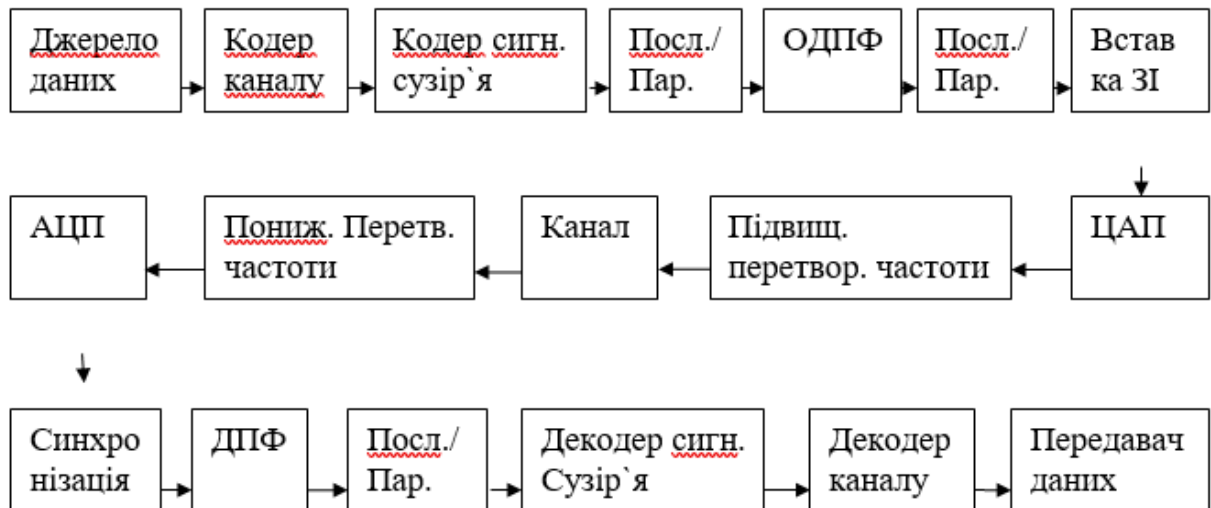 Джерело
даних
Кодер
каналу
Кодер сигн.
сузір`я
Посл./
Пар.
ОДПФ
Посл./
Пар.
Встав
ка ЗІ
АЦП
Пониж. Перетв.
частоти
Канал
Підвищ.
перетвор. частоти
ЦАП
Синхро
нізація
ДПФ
Посл./
Пар.
Декодер сигн.
Сузір`я
Декодер
каналу
Передавач
даних